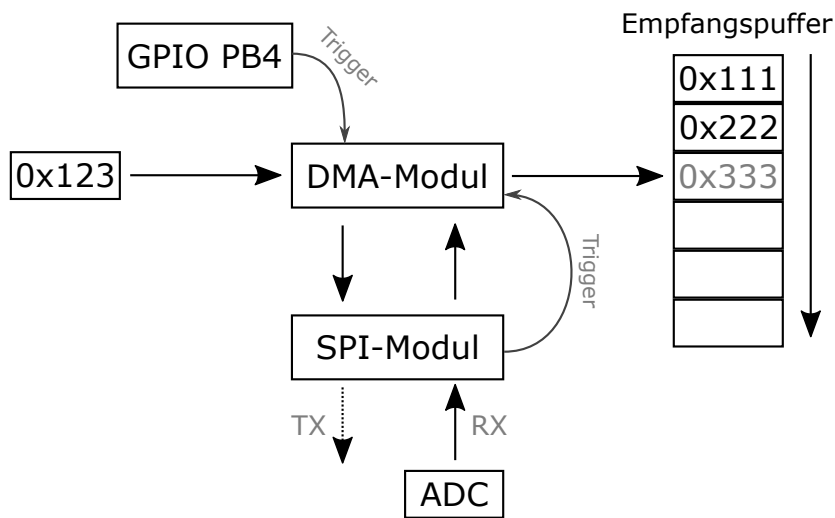 Empfangspuffer
GPIO PB4
Trigger
0x111
0x222
0x123
DMA-Modul
0x333
Trigger
SPI-Modul
TX
RX
ADC